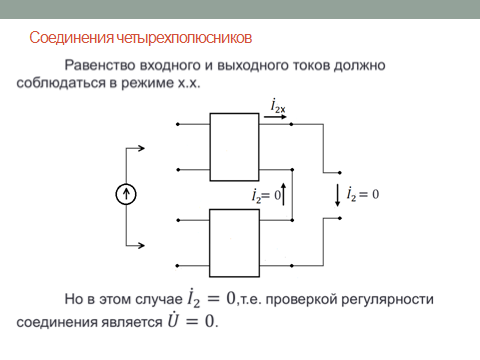 Соединения четырехполюсников
Равенство входного и выходного токов должно
соблюдаться в режиме х.х.
İ₂ₓ
İ₂= 0
İ₂ = 0
Но в этом случае İ₂ = 0,т.е. проверкой регулярности
соединения является U̇ = 0.